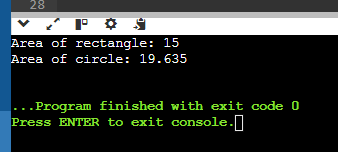 28
Area of rectangle: 15
Area of circle: 19.635
...Program finished with exit code 0
Press ENTER to exit console.